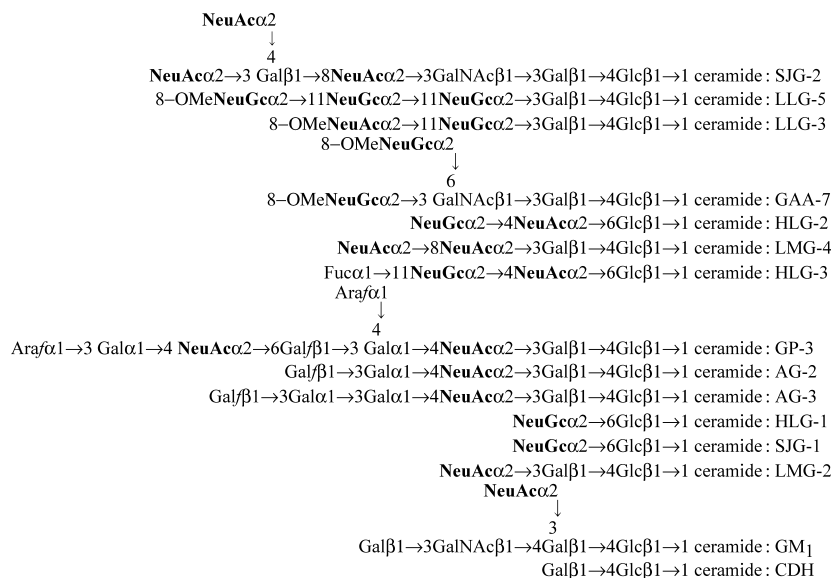 NeuAcα2
↓
4
NeuAcα2→3 Galβ1→8NeuAcα2→3GalNAcβ1→3Galβ1→4Glcβ1→1 ceramide : SJG-2
8−OMeNeuGcα2→11NeuGcα2→11NeuGcα2→3Galβ1→4Glcβ1→1 ceramide : LLG-5
8−OMeNeuAcα2→11NeuGcα2→3Galβ1→4Glcβ1→1 ceramide : LLG-3
8−OMeNeuGcα2
↓
6
8−OMeNeuGcα2→3 GalNAcβ1→3Galβ1→4Glcβ1→1 ceramide : GAA-7
NeuGcα2→4NeuAcα2→6Glcβ1→1 ceramide : HLG-2
NeuAcα2→8NeuAcα2→3Galβ1→4Glcβ1→1 ceramide : LMG-4
Fucα1→11NeuGcα2→4NeuAcα2→6Glcβ1→1 ceramide : HLG-3
Arafα1
↓
4
Arafα1→3 Galα1→4 NeuAcα2→6Galfβ1→3 Galα1→4NeuAcα2→3Galβ1→4Glcβ1→1 ceramide : GP-3
Galfβ1→3Galα1→4NeuAcα2→3Galβ1→4Glcβ1→1 ceramide : AG-2
Galfβ1→3Galα1→3Galα1→4NeuAcα2→3Galβ1→4Glcβ1→1 ceramide : AG-3
NeuGcα2→6Glcβ1→1 ceramide : HLG-1
NeuGcα2→6Glcβ1→1 ceramide : SJG-1
NeuAcα2→3Galβ1→4Glcβ1→1 ceramide : LMG-2
NeuAcα2
↓
3
Galβ1→3GalNAcβ1→4Galβ1→4Glcβ1→1 ceramide : GM1
Galβ1→4Glcβ1→1 ceramide : CDH